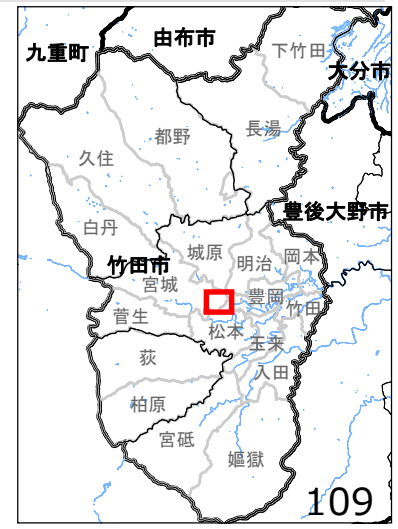 由布市
九重町
下竹田
大分市
都野
長湯
久住
豊後大野市
白丹
城原
岡本
明治
竹田市
宮城
豊岡
竹田
菅生
松本
玉来
荻
入田
柏原
宮砥
嫗獄
109